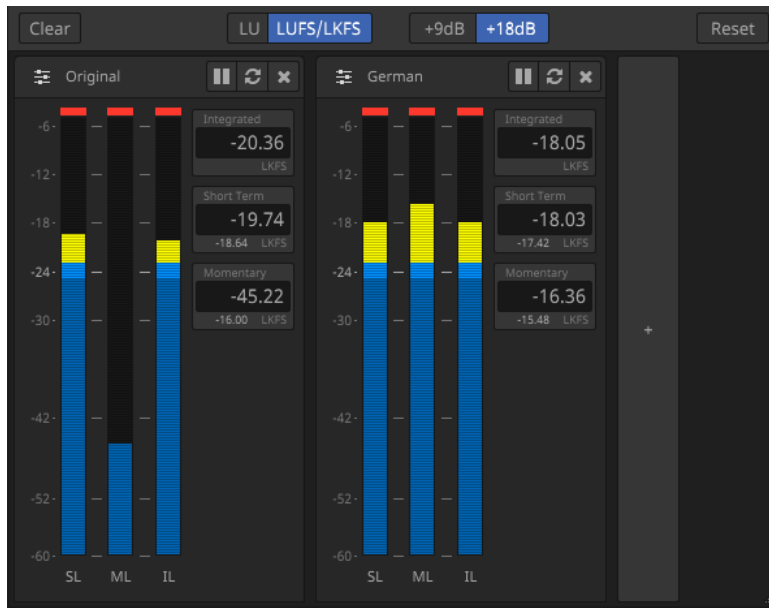 Clear LU LUFS/LKFS +9dB +18dB Reset
Original
-6-
-12-
-18-
-24-
-30-
-42-
-52-
-60-
SL ML IL
Integrated
-20.36
LKFS
Short Term
-19.74
-18.64 LKFS
Momentary
-45.22
-16.00 LKFS
German
-6-
-12-
-18-
-24-
-30-
-42-
-52-
-60-
SL ML IL
Integrated
-18.05
LKFS
Short Term
-18.03
-17.42 LKFS
Momentary
-16.36
-15.48 LKFS
+